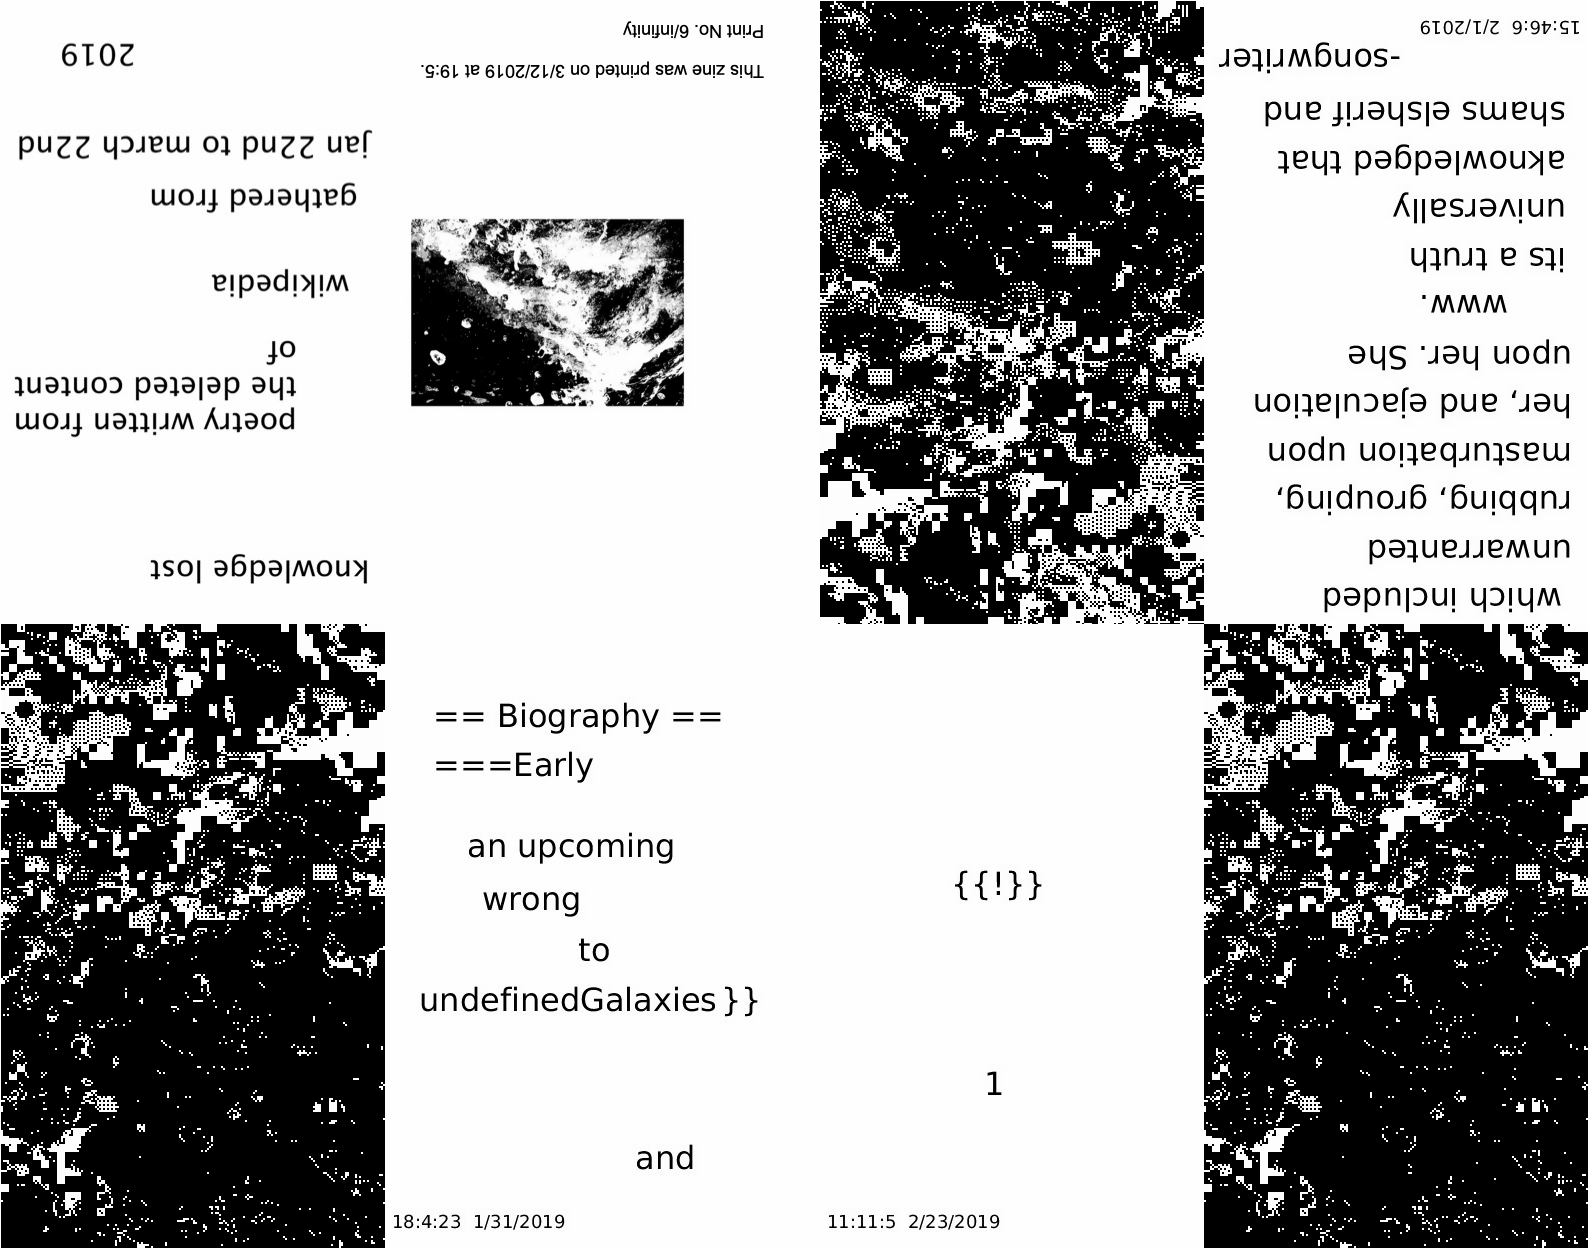 knowledge lost
poetry written from
the deleted content
of
wikipedia
gathered from
jan 22nd to march 22nd
2019
This zine was printed on 3/12/2019 at 19:5.
Print No. 6/infinity
which included
unwarranted
rubbing, grouping,
masturbation upon
her, and ejaculation
upon her. She
www.
its a truth
universally
aknowledged that
shams elsherif and
-songwriter
15:46:6 2/1/2019
== Biography ==
===Early
an upcoming
wrong
to
undefinedGalaxies }}
and
18:4:23 1/31/2019
{{!}}
1
11:11:5 2/23/2019